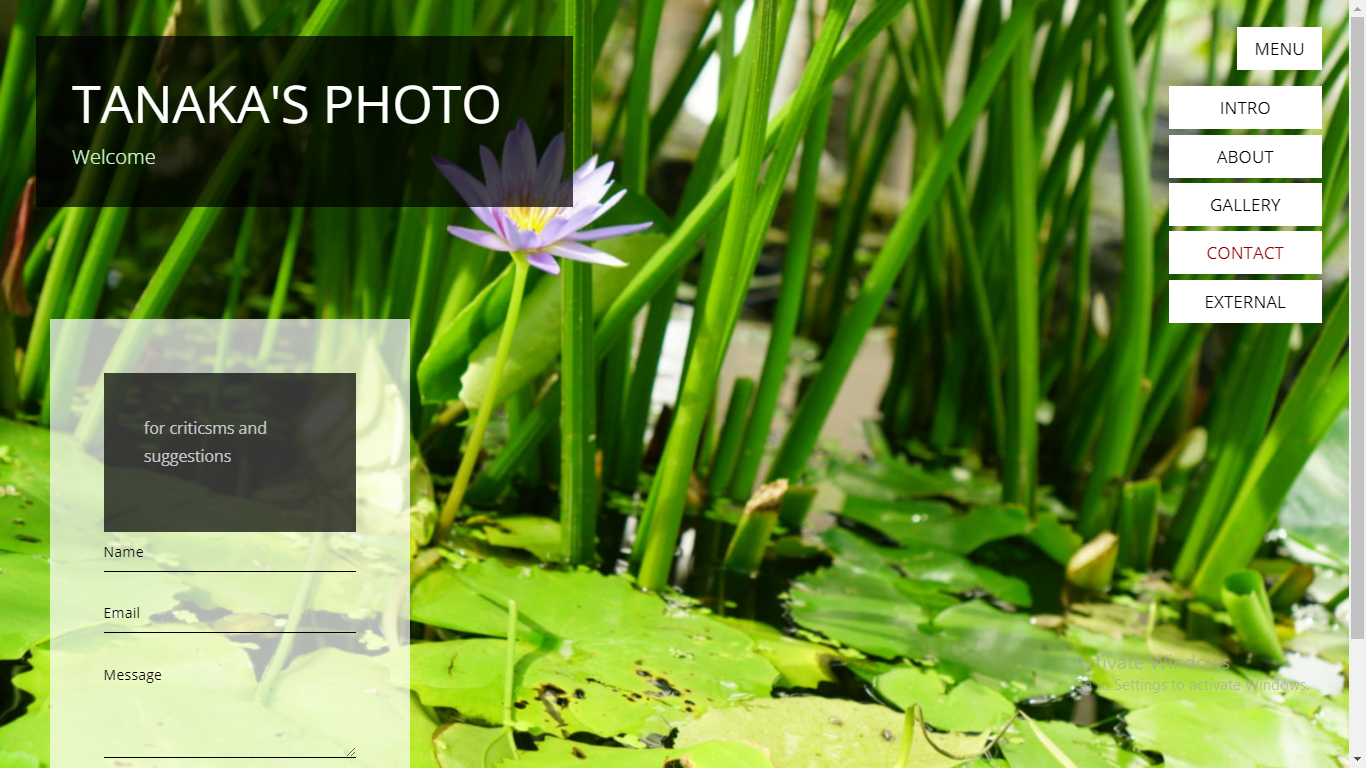 TANAKA'S PHOTO
Welcome
MENU
INTRO
ABOUT
GALLERY
CONTACT
EXTERNAL
for criticsms and
suggestions
Name
Email
Message
Activate Windows
Go to Settings to activate Windows.